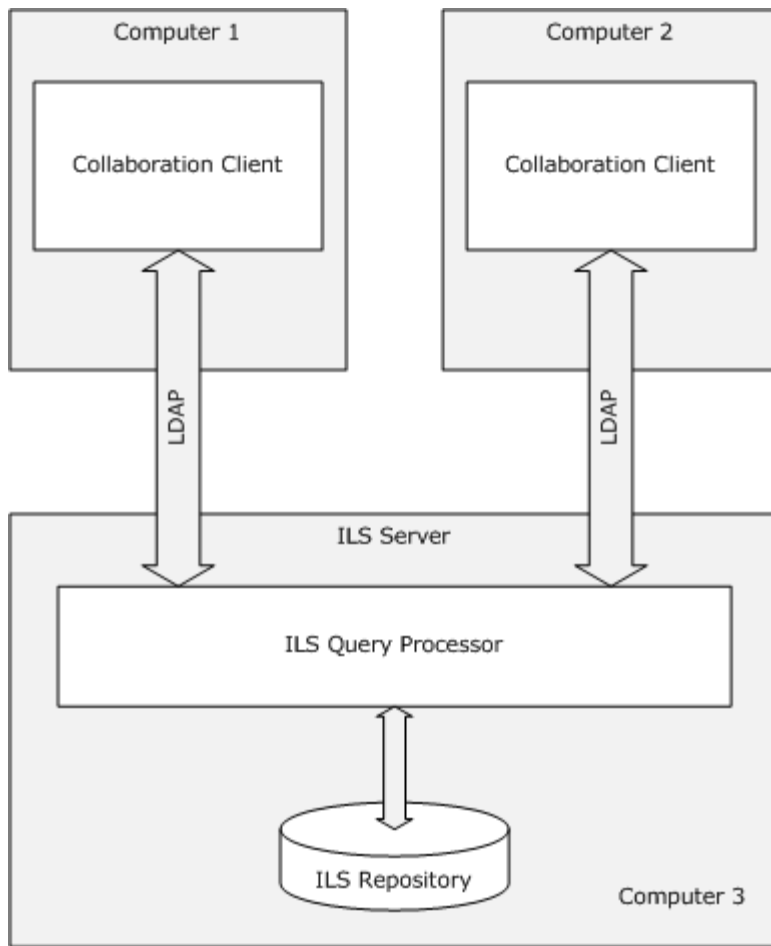 Computer 1
Computer 2
Collaboration Client
Collaboration Client
LDAP
LDAP
ILS Server
ILS Query Processor
ILS Repository
Computer 3